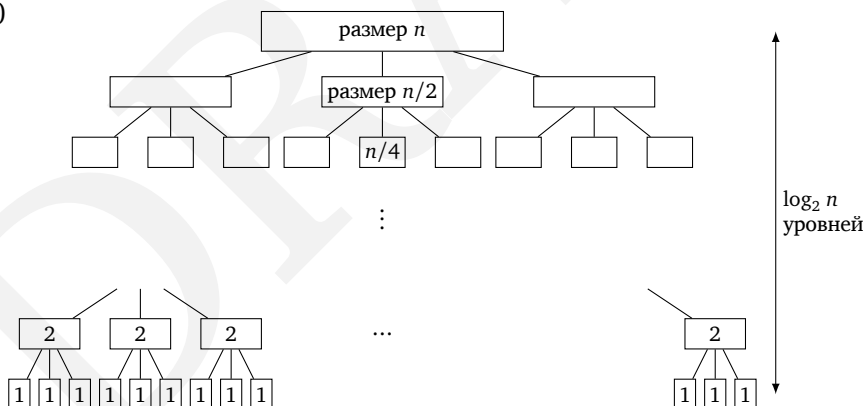 )
размер n
размер n/2
n/4
⋮
log₂ n
уровней
2 2 2 ... 2
1 1 1 1 1 1 1 1 1 1 1 1